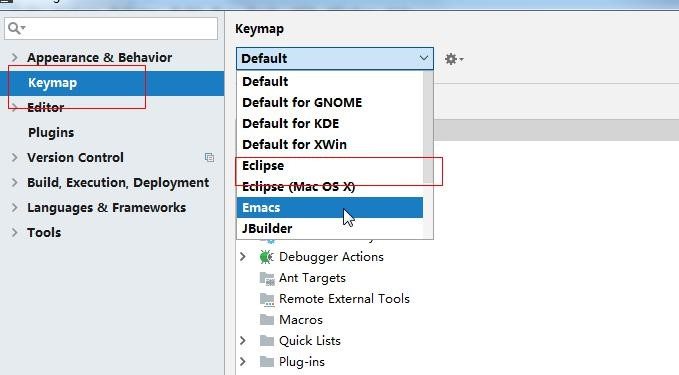 Keymap
Appearance & Behavior
Keymap
Editor
Plugins
Version Control
Build, Execution, Deployment
Languages & Frameworks
Tools
Default
Default
Default for GNOME
Default for KDE
Default for XWin
Eclipse
Eclipse (Mac OS X)
Emacs
JBuilder
Debugger Actions
Ant Targets
Remote External Tools
Macros
Quick Lists
Plug-ins